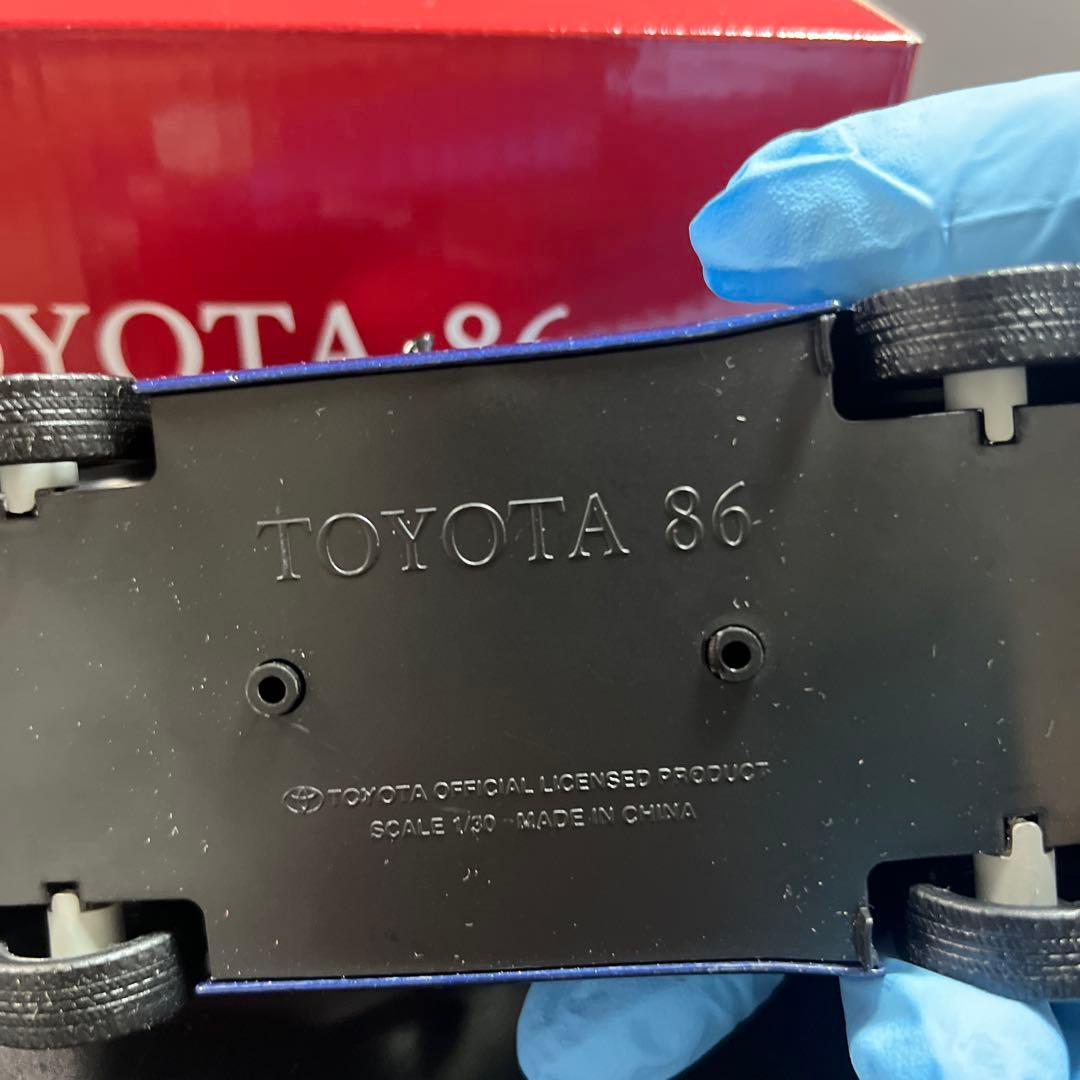 TOYOTA 86
TOYOTA 86
TOYOTA OFFICIAL LICENSED PRODUCT
SCALE 1/30 MADE IN CHINA